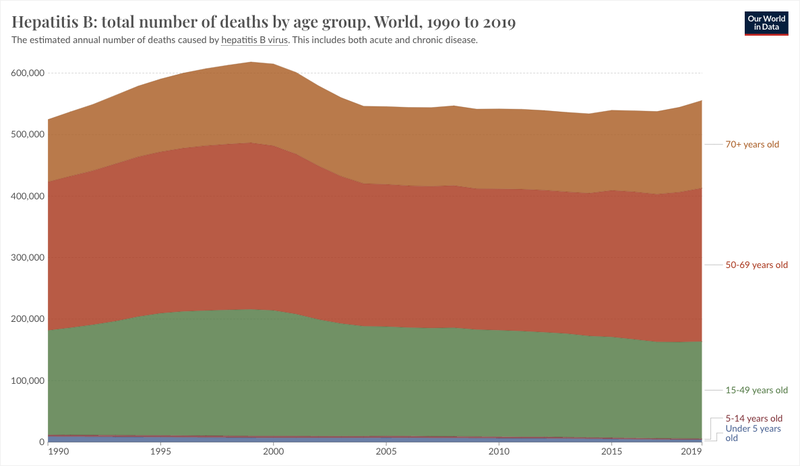 Hepatitis B: total number of deaths by age group, World, 1990 to 2019
The estimated annual number of deaths caused by hepatitis B virus. This includes both acute and chronic disease.
Our World
in Data
600,000
500,000
400,000
300,000
200,000
100,000
0
1990
1995
2000
2005
2010
2015
2019
70+ years old
50-69 years old
15-49 years old
5-14 years old
Under 5 years
old